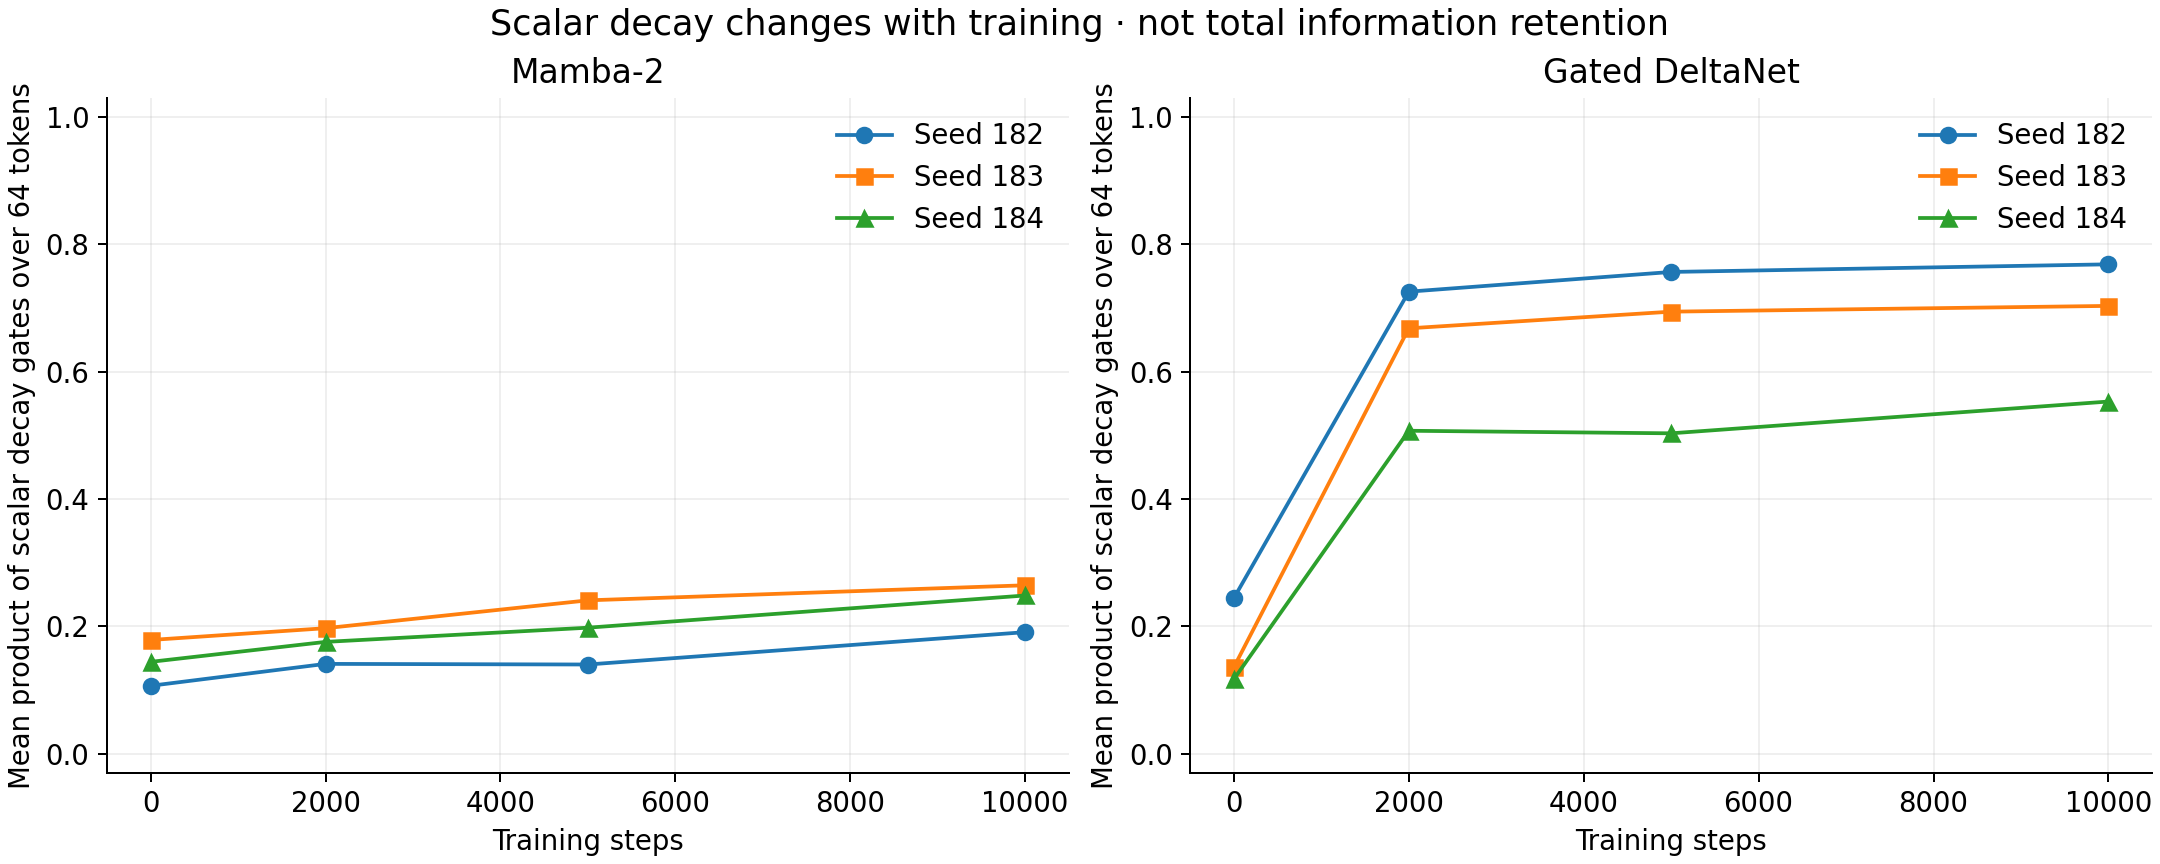 Scalar decay changes with training · not total information retention
Mamba-2
Mean product of scalar decay gates over 64 tokens
1.0
0.8
0.6
0.4
0.2
0.0
0 2000 4000 6000 8000 10000
Training steps
Seed 182
Seed 183
Seed 184
Gated DeltaNet
Mean product of scalar decay gates over 64 tokens
1.0
0.8
0.6
0.4
0.2
0.0
0 2000 4000 6000 8000 10000
Training steps
Seed 182
Seed 183
Seed 184